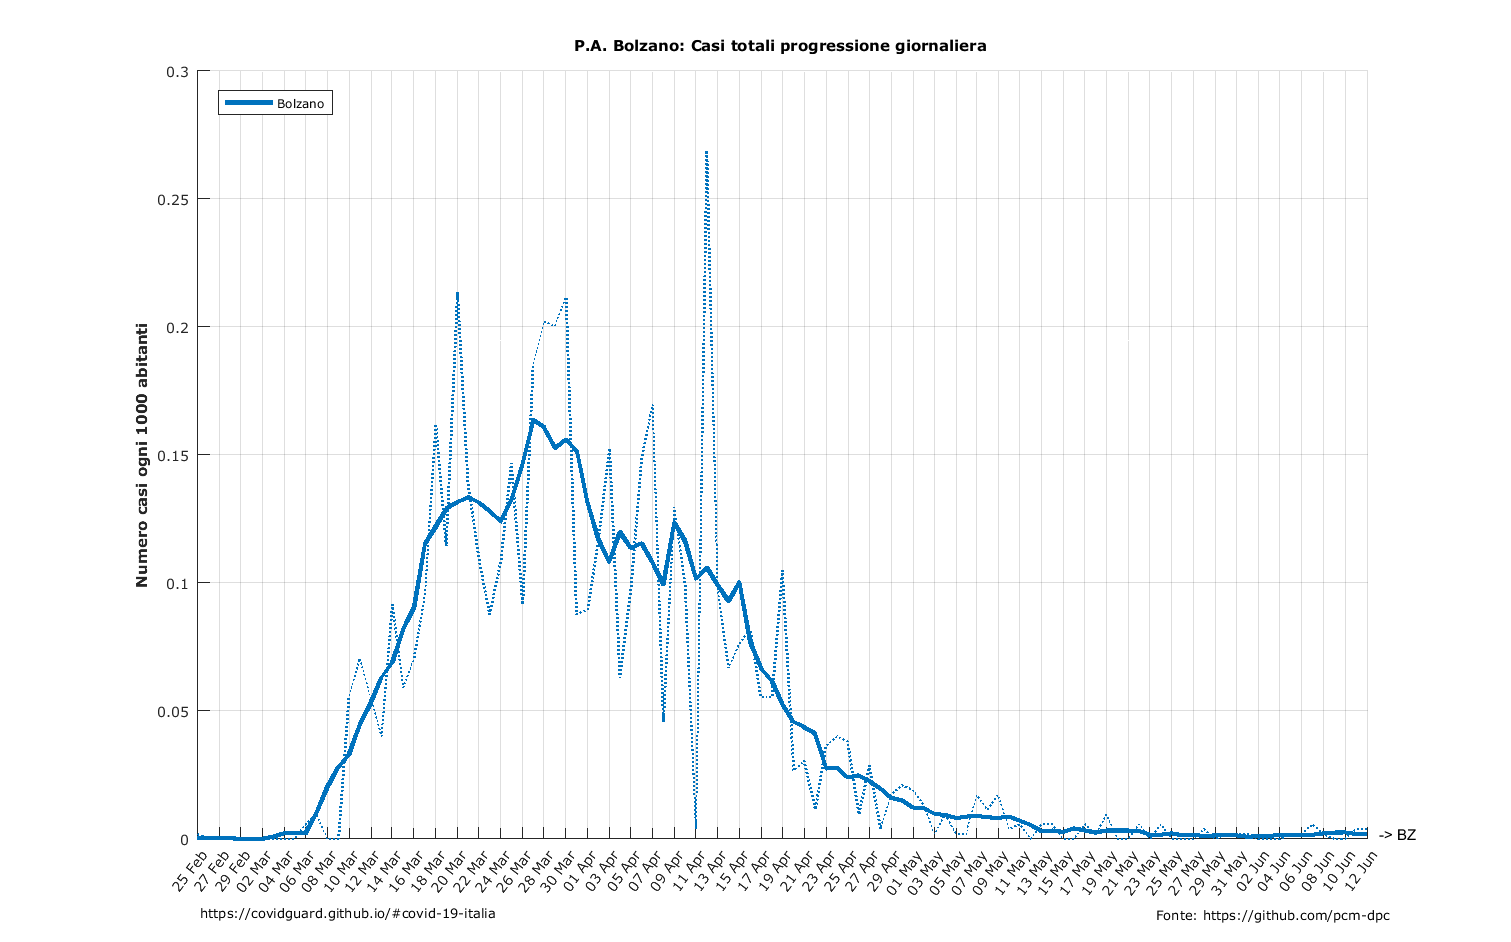 P.A. Bolzano: Casi totali progressione giornaliera
Bolzano
Numero casi ogni 1000 abitanti
0.3
0.25
0.2
0.15
0.1
0.05
0
-> BZ
25 Feb
27 Feb
29 Feb
02 Mar
04 Mar
06 Mar
08 Mar
10 Mar
12 Mar
14 Mar
16 Mar
18 Mar
20 Mar
22 Mar
24 Mar
26 Mar
28 Mar
30 Mar
01 Apr
03 Apr
05 Apr
07 Apr
09 Apr
11 Apr
13 Apr
15 Apr
17 Apr
19 Apr
21 Apr
23 Apr
25 Apr
27 Apr
29 Apr
01 May
03 May
05 May
07 May
09 May
11 May
13 May
15 May
17 May
19 May
21 May
23 May
25 May
27 May
29 May
31 May
02 Jun
04 Jun
06 Jun
08 Jun
10 Jun
12 Jun
https://covidguard.github.io/#covid-19-italia
Fonte: https://github.com/pcm-dpc